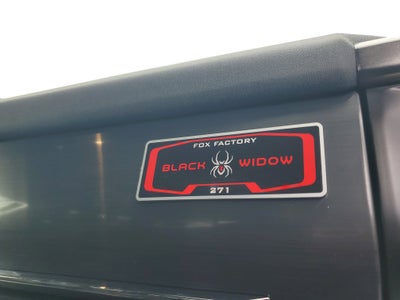 FOX FACTORY
BLACK WIDOW
271